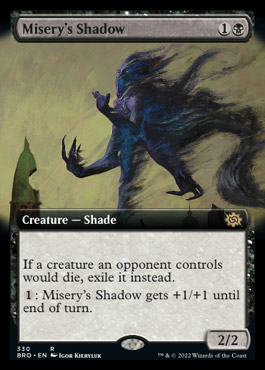 Misery's Shadow 1
Creature — Shade
If a creature an opponent controls
would die, exile it instead.
1 : Misery's Shadow gets +1/+1 until
end of turn.
2/2
330 R
BRO • EN Igor Kieryluk
™ & © 2022 Wizards of the Coast